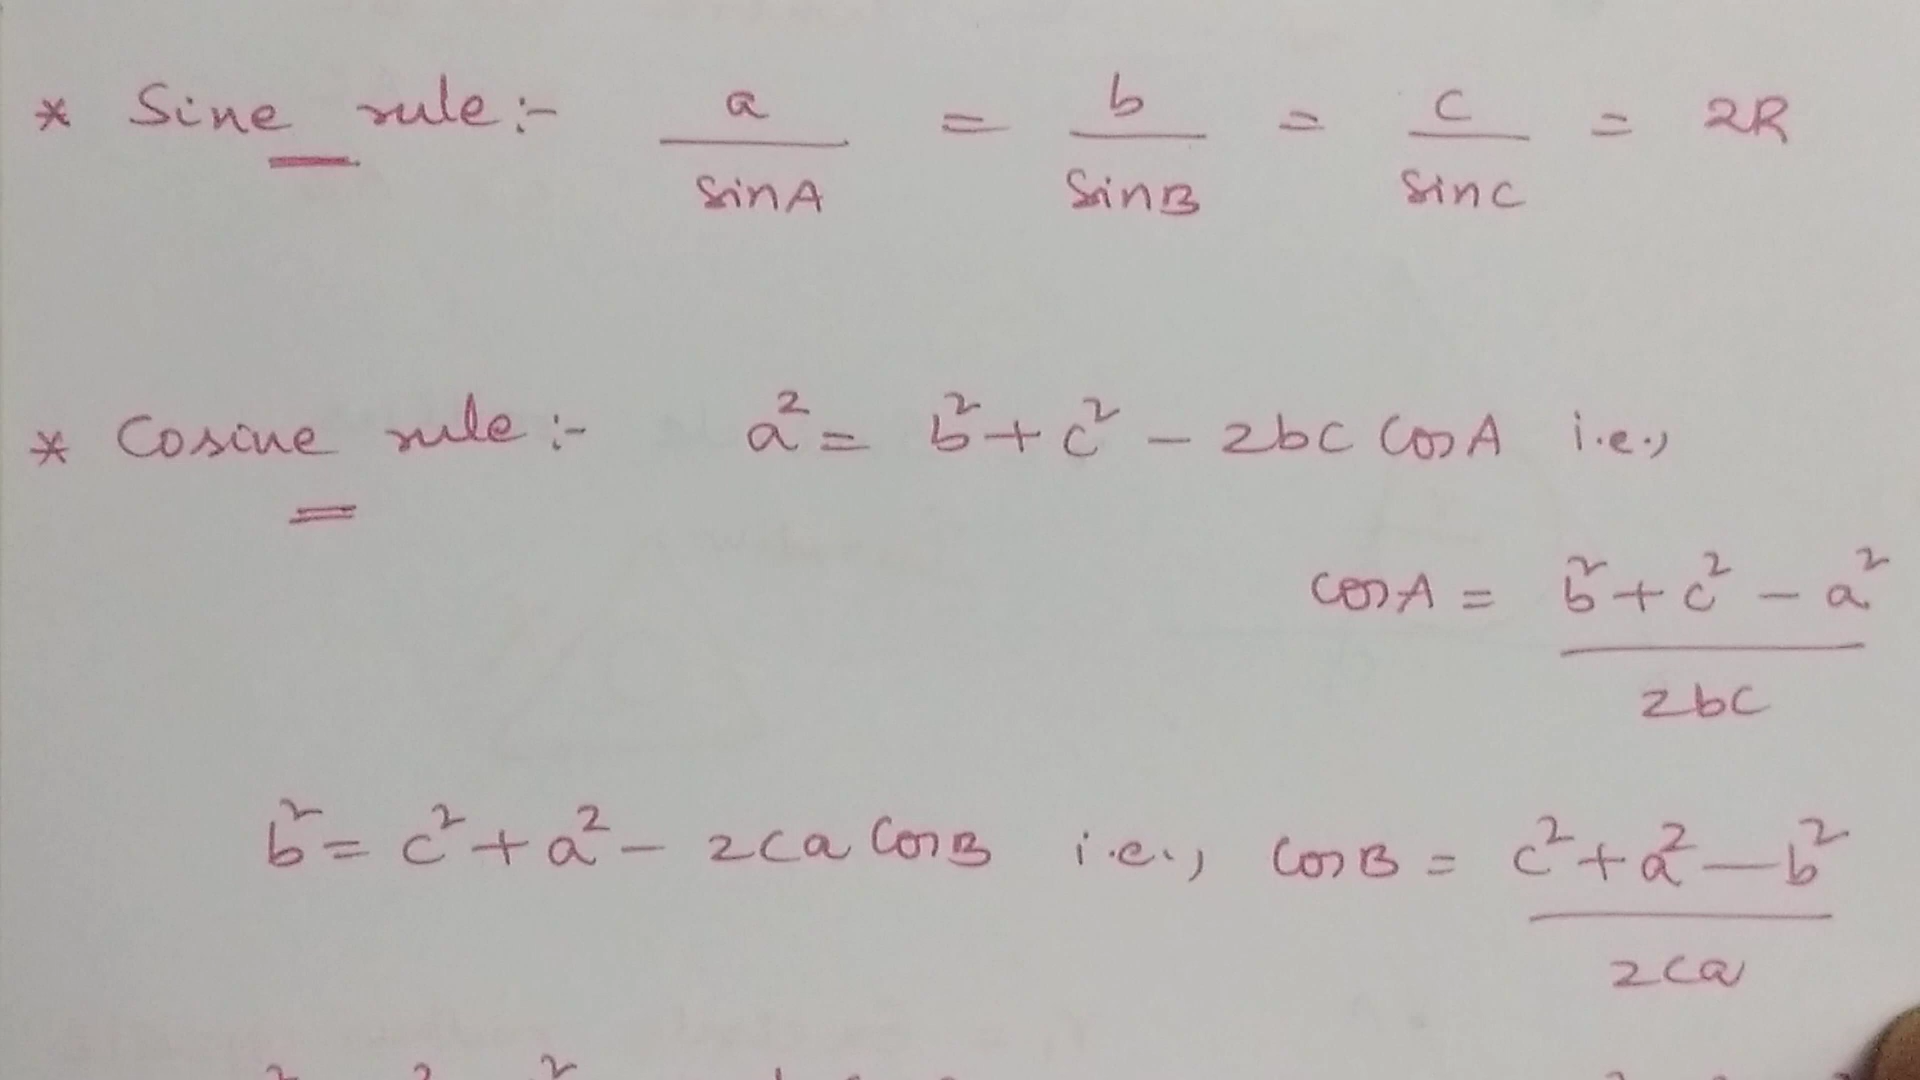 * Sine rule:- a/sinA = b/sinB = c/sinC = 2R
* Cosine rule:- a² = b² + c² - 2bc cosA i.e.,
cosA = b² + c² - a² / 2bc
b² = c² + a² - 2ca cosB i.e., cosB = c² + a² - b² / 2ca